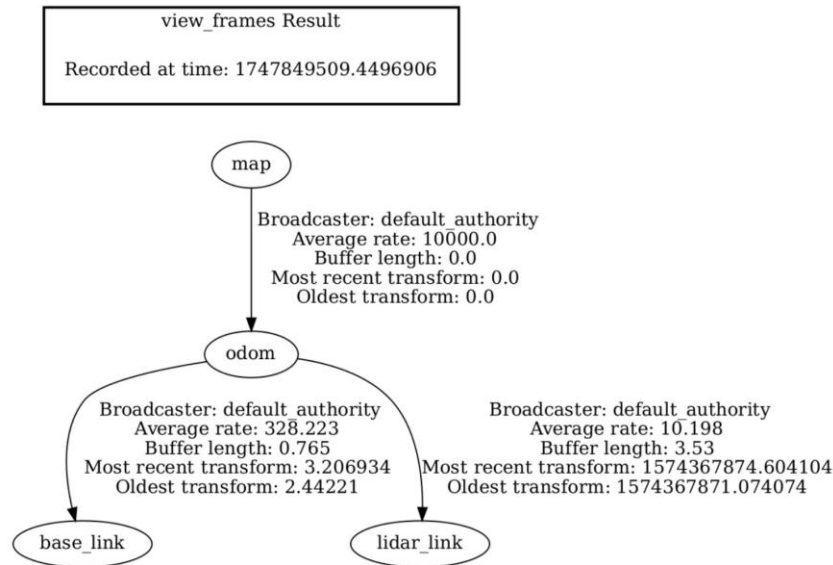 view_frames Result
Recorded at time: 1747849509.4496906
map
Broadcaster: default_authority
Average rate: 10000.0
Buffer length: 0.0
Most recent transform: 0.0
Oldest transform: 0.0
odom
Broadcaster: default_authority
Average rate: 328.223
Buffer length: 0.765
Most recent transform: 3.206934
Oldest transform: 2.44221
Broadcaster: default_authority
Average rate: 10.198
Buffer length: 3.53
Most recent transform: 1574367874.604104
Oldest transform: 1574367871.074074
base_link
lidar_link